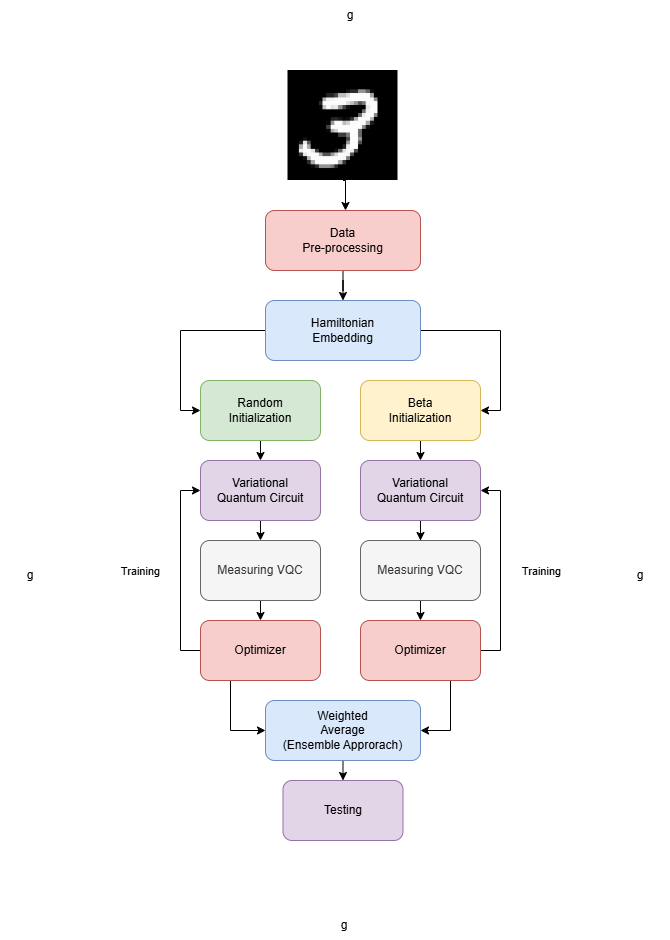 g
3
Data
Pre-processing
Hamiltonian
Embedding
Random
Initialization
Beta
Initialization
Variational
Quantum Circuit
Variational
Quantum Circuit
Measuring VQC
Measuring VQC
g
Training
Training
g
Optimizer
Optimizer
Weighted
Average
(Ensemble Approrach)
Testing
g